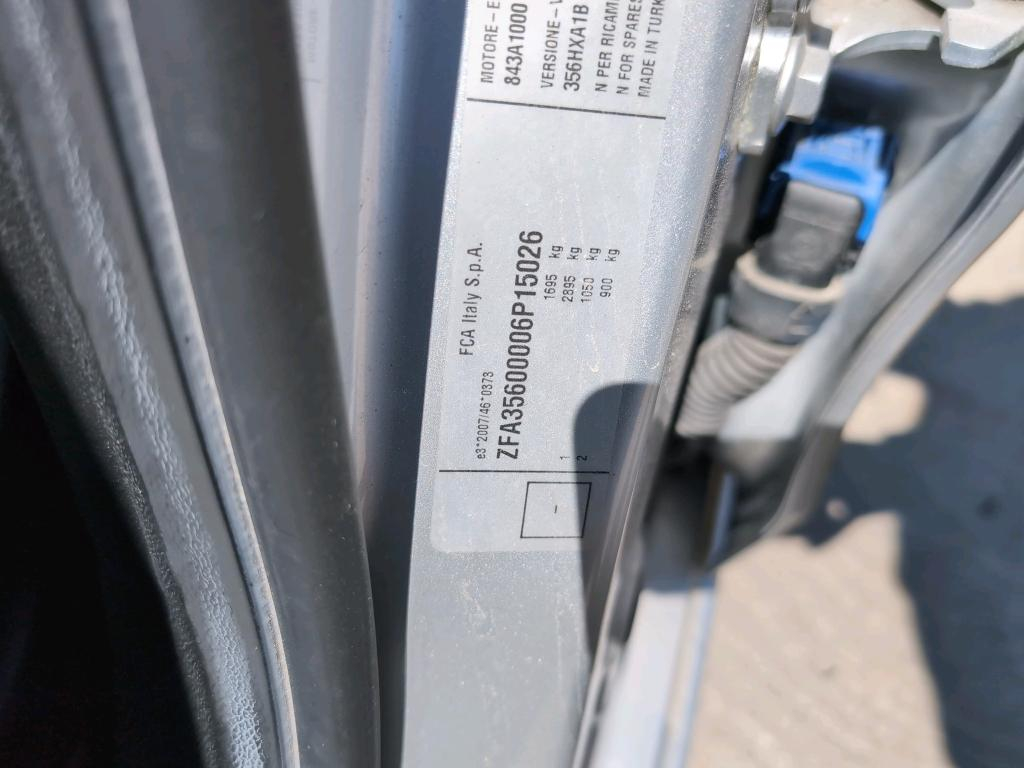 FCA Italy S.p.A.
e3*2007/46*0373
ZFA35600006P15026
1695 kg
1 2895 kg
2 1050 kg
900 kg
-
MOTORE-E
843A1000
VERSIONE-V
356HXA1B
N PER RICAM
N FOR SPARES
MADE IN TURK